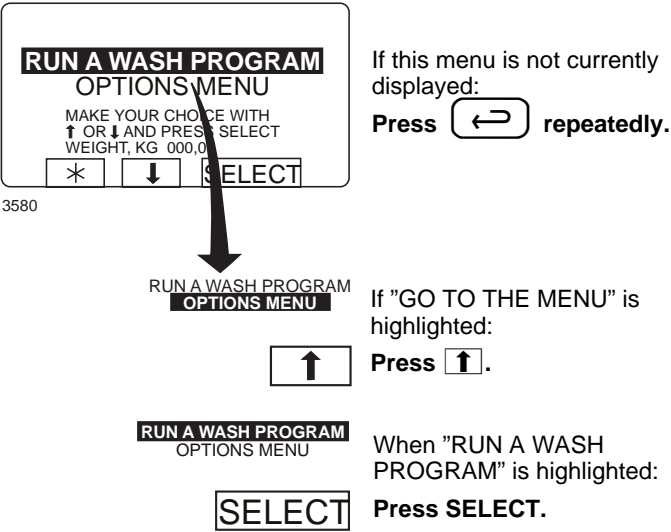 RUN A WASH PROGRAM
OPTIONS MENU
MAKE YOUR CHOICE WITH
⬆ OR ⬇ AND PRESS SELECT
WEIGHT, KG 000,0
* ⬇ SELECT
3580
If this menu is not currently
displayed:
Press ↩ repeatedly.
RUN A WASH PROGRAM
OPTIONS MENU
⬆
If ”GO TO THE MENU” is
highlighted:
Press ⬆.
RUN A WASH PROGRAM
OPTIONS MENU
SELECT
When ”RUN A WASH
PROGRAM” is highlighted:
Press SELECT.